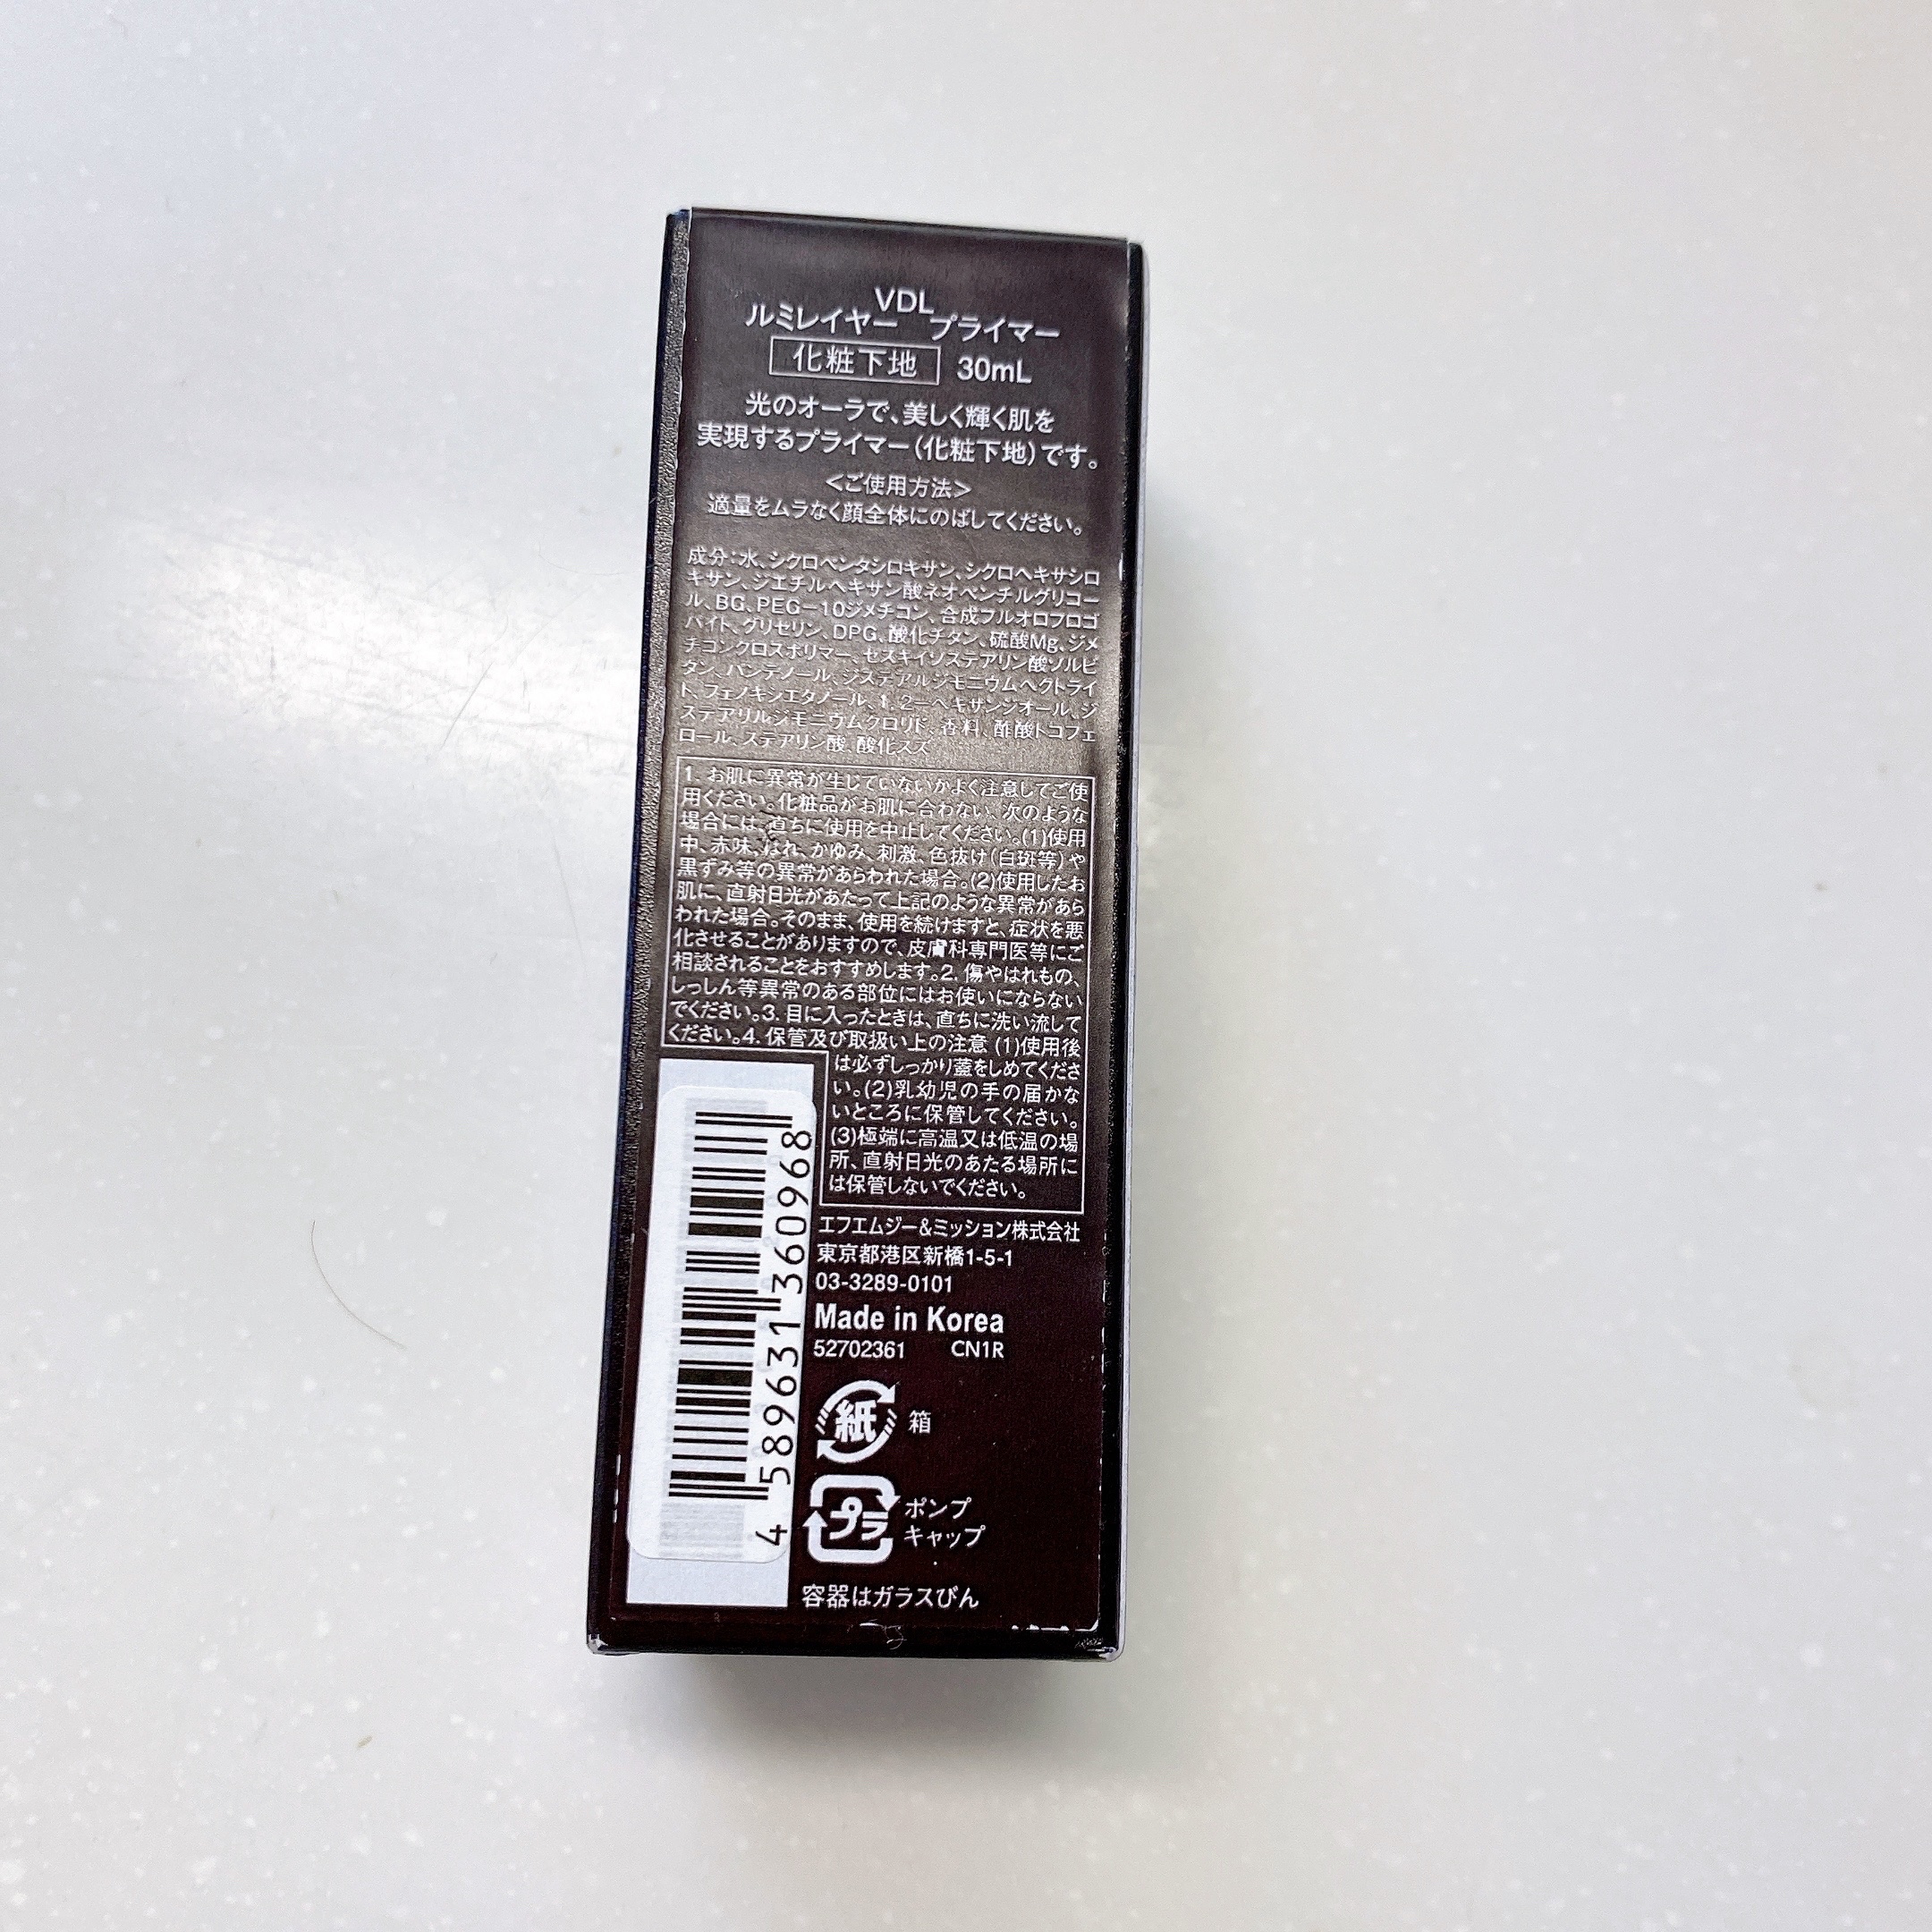 VDL
ルミレイヤー プライマー
化粧下地 30mL
光のオーラで、美しく輝く肌を
実現するプライマー(化粧下地)です。
<ご使用方法>
適量をムラなく顔全体にのばしてください。
成分:水、シクロペンタシロキサン、シクロヘキサシロ
キサン、ジエチルヘキサン酸ネオペンチルグリコー
ル、BG、PEG-10ジメチコン、合成フルオロフロゴ
パイト、グリセリン、DPG、酸化チタン、硫酸Mg、ジメ
チコンクロスポリマー、セスキイソステアリン酸ソルビ
タン、パンテノール、ジステアルジモニウムヘクトライ
ト、フェノキシエタノール、1,2-ヘキサンジオール、ジ
ステアリルジモニウムクロリド、香料、酢酸トコフェ
ロール、ステアリン酸、酸化スズ
1. お肌に異常が生じていないかよく注意してご使
用ください。化粧品がお肌に合わない、次のような
場合には、直ちに使用を中止してください。(1)使用
中、赤味、はれ、かゆみ、刺激、色抜け(白斑等)や
黒ずみ等の異常があらわれた場合。(2)使用したお
肌に、直射日光があたって上記のような異常があら
われた場合。そのまま、使用を続けますと、症状を悪
化させることがありますので、皮膚科専門医等にご
相談されることをおすすめします。2. 傷やはれもの、
しっしん等異常のある部位にはお使いにならない
でください。3. 目に入ったときは、直ちに洗い流して
ください。4. 保管及び取扱い上の注意 (1)使用後
は必ずしっかり蓋をしめてくださ
い。(2)乳幼児の手の届かな
いところに保管してください。
(3)極端に高温又は低温の場
所、直射日光のあたる場所に
は保管しないでください。
エフエムジー&ミッション株式会社
東京都港区新橋1-5-1
03-3289-0101
Made in Korea
52702361 CN1R
紙 箱
プラ ポンプ
キャップ
容器はガラスびん
4 589631 360968